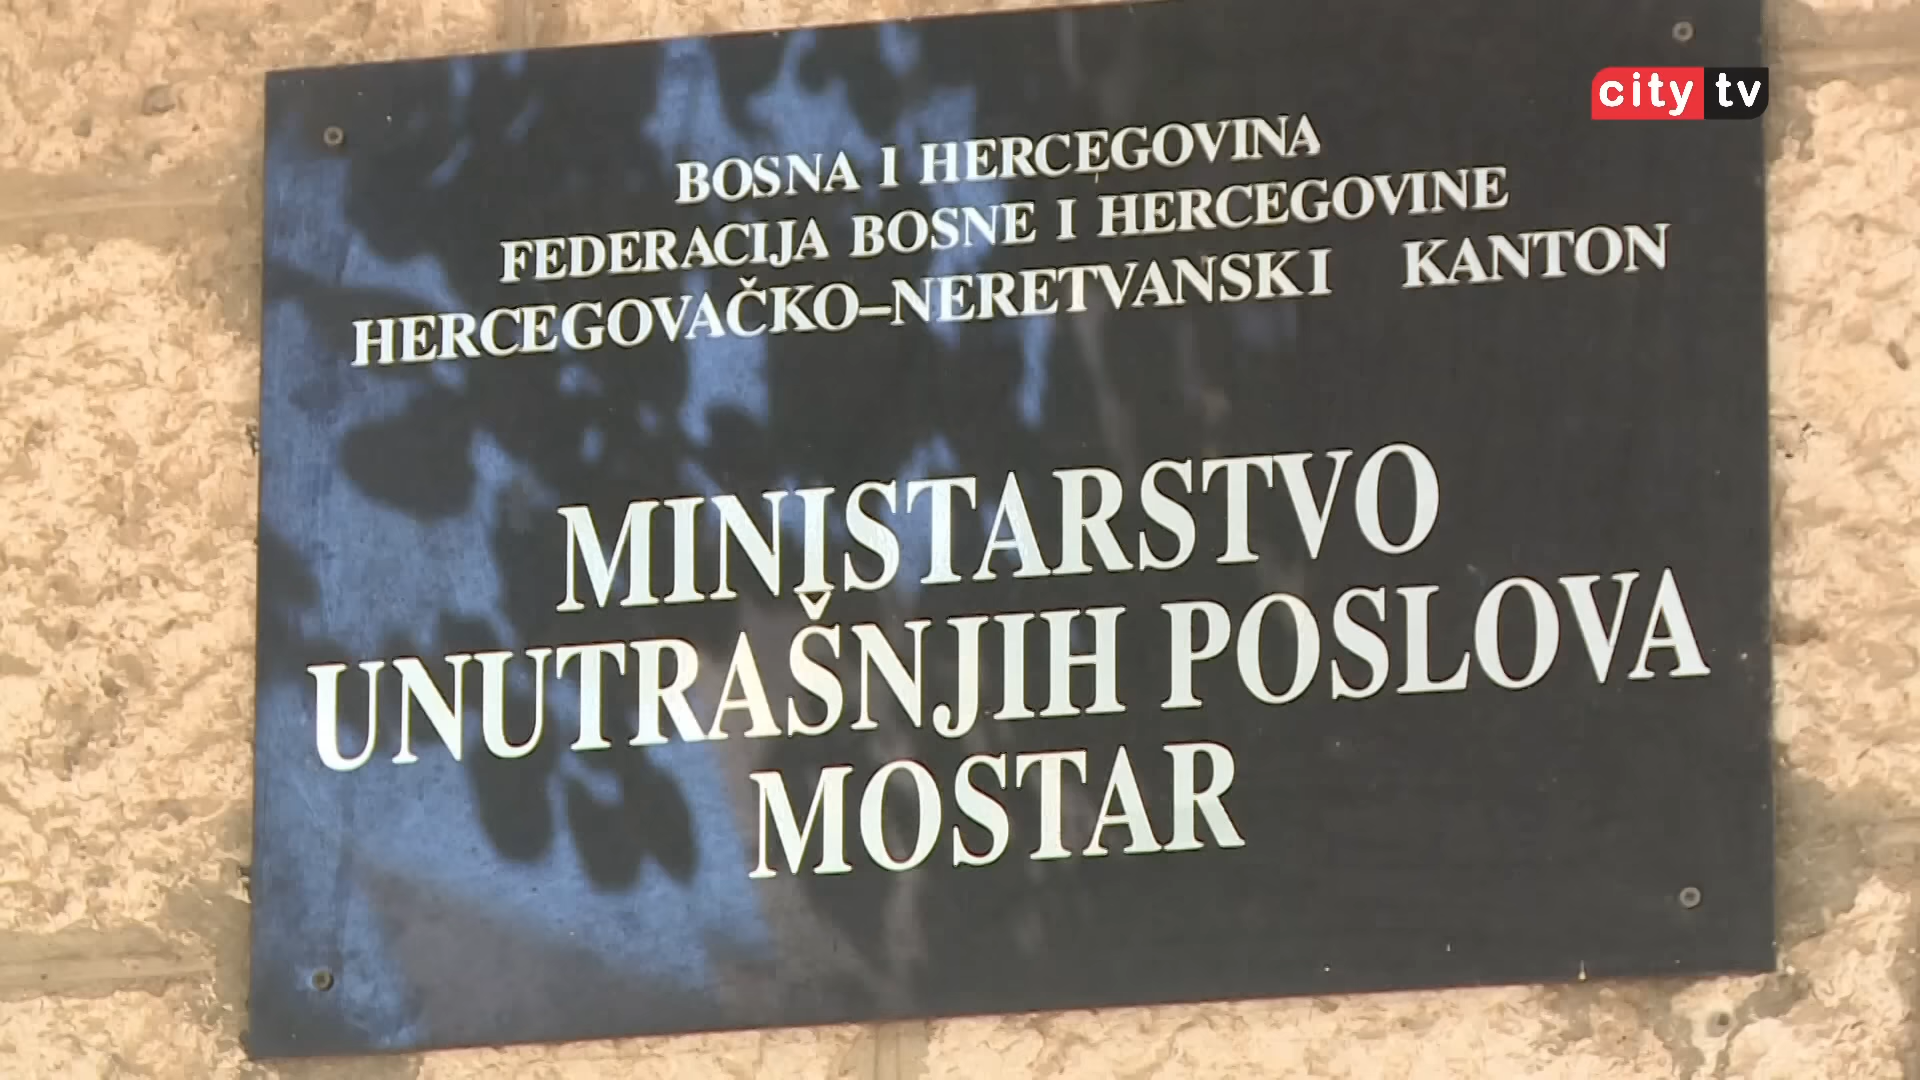 city tv
BOSNA I HERCEGOVINA
FEDERACIJA BOSNE I HERCEGOVINE
HERCEGOVAČKO–NERETVANSKI KANTON
MINISTARSTVO
UNUTRAŠNJIH POSLOVA
MOSTAR